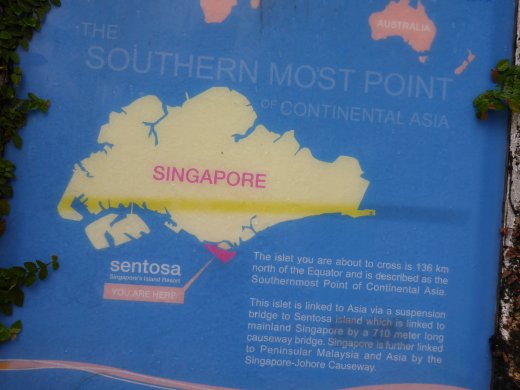 AUSTRALIA
THE
SOUTHERN MOST POINT
OF CONTINENTAL ASIA
SINGAPORE
sentosa
Singapore's Island Resort
YOU ARE HERE
The islet you are about to cross is 136 km
north of the Equator and is described as the
Southernmost Point of Continental Asia.
This islet is linked to Asia via a suspension
bridge to Sentosa island which is linked to
mainland Singapore by a 710 meter long
causeway bridge. Singapore is further linked
to Peninsular Malaysia and Asia by the
Singapore-Johore Causeway.